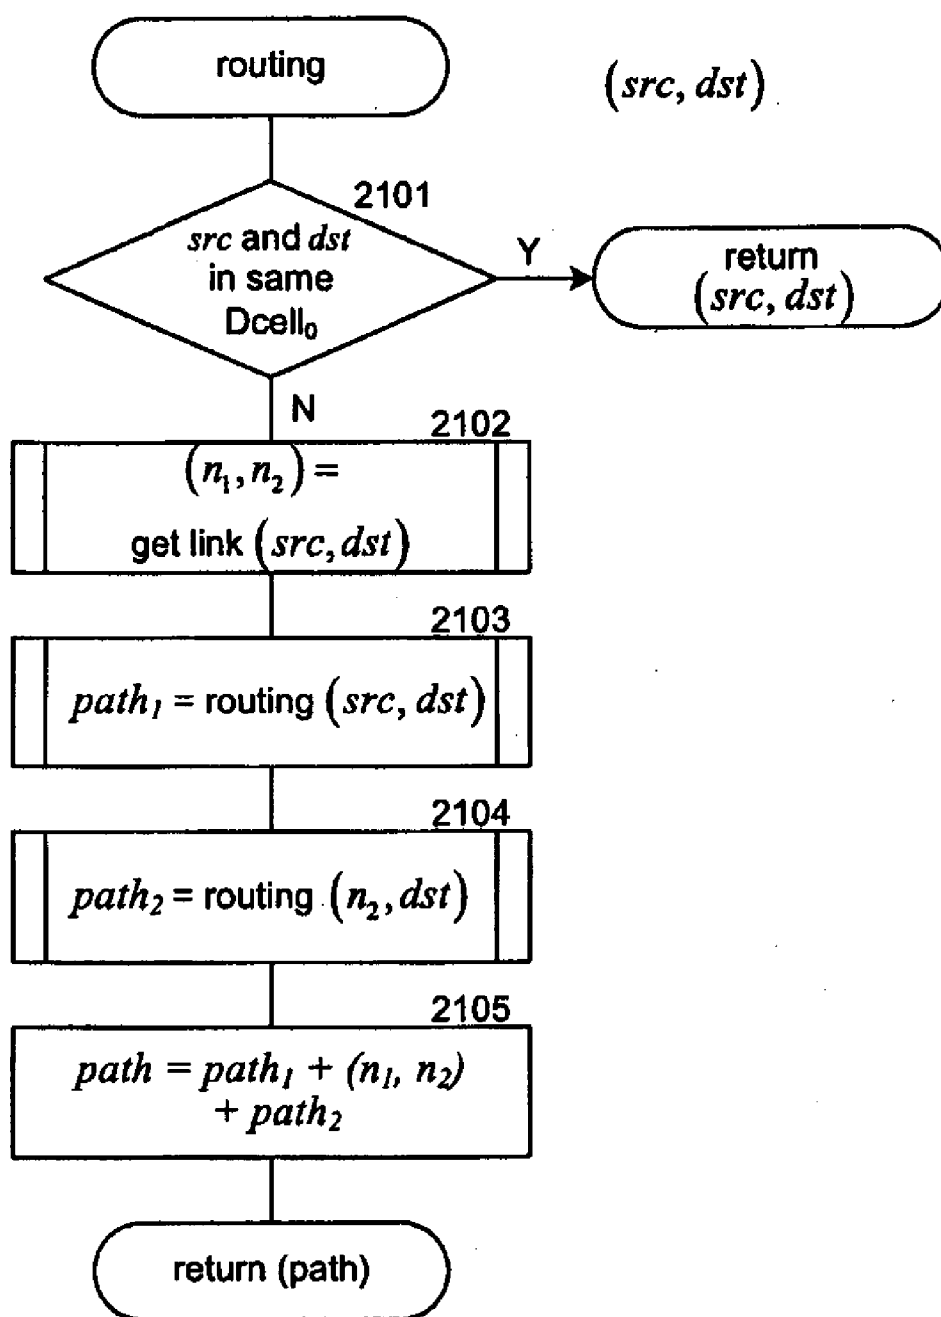 routing
(src, dst)
2101
src and dst
in same
Dcell₀
Y
return
(src, dst)
N
2102
(n₁, n₂) =
get link (src, dst)
2103
path₁ = routing (src, dst)
2104
path₂ = routing (n₂, dst)
2105
path = path₁ + (n₁, n₂)
+ path₂
return (path)